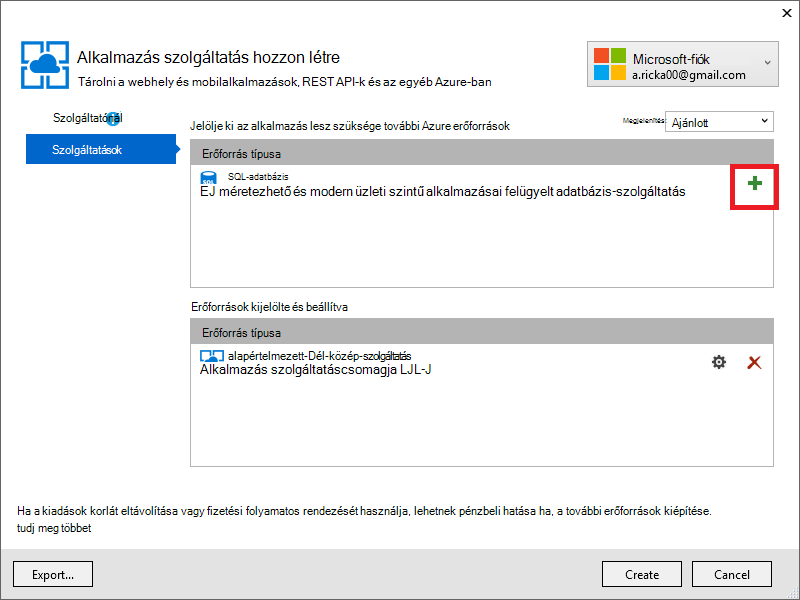 Alkalmazás szolgáltatás hozzon létre
Tárolni a webhely és mobilalkalmazások, REST API-k és az egyéb Azure-ban
Microsoft-fiók
a.ricka00@gmail.com
Szolgáltatónál
Szolgáltatások
Jelölje ki az alkalmazás lesz szüksége további Azure erőforrások
Megjelenítés:
Ajánlott
Erőforrás típusa
SQL-adatbázis
EJ méretezhető és modern üzleti szintű alkalmazásai felügyelt adatbázis-szolgáltatás
Erőforrások kijelölte és beállítva
Erőforrás típusa
alapértelmezett-Dél-közép-szolgáltatás
Alkalmazás szolgáltatáscsomagja LJL-J
Ha a kiadások korlát eltávolítása vagy fizetési folyamatos rendezését használja, lehetnek pénzbeli hatása ha, a további erőforrások kiépítése.
tudj meg többet
Export...
Create
Cancel